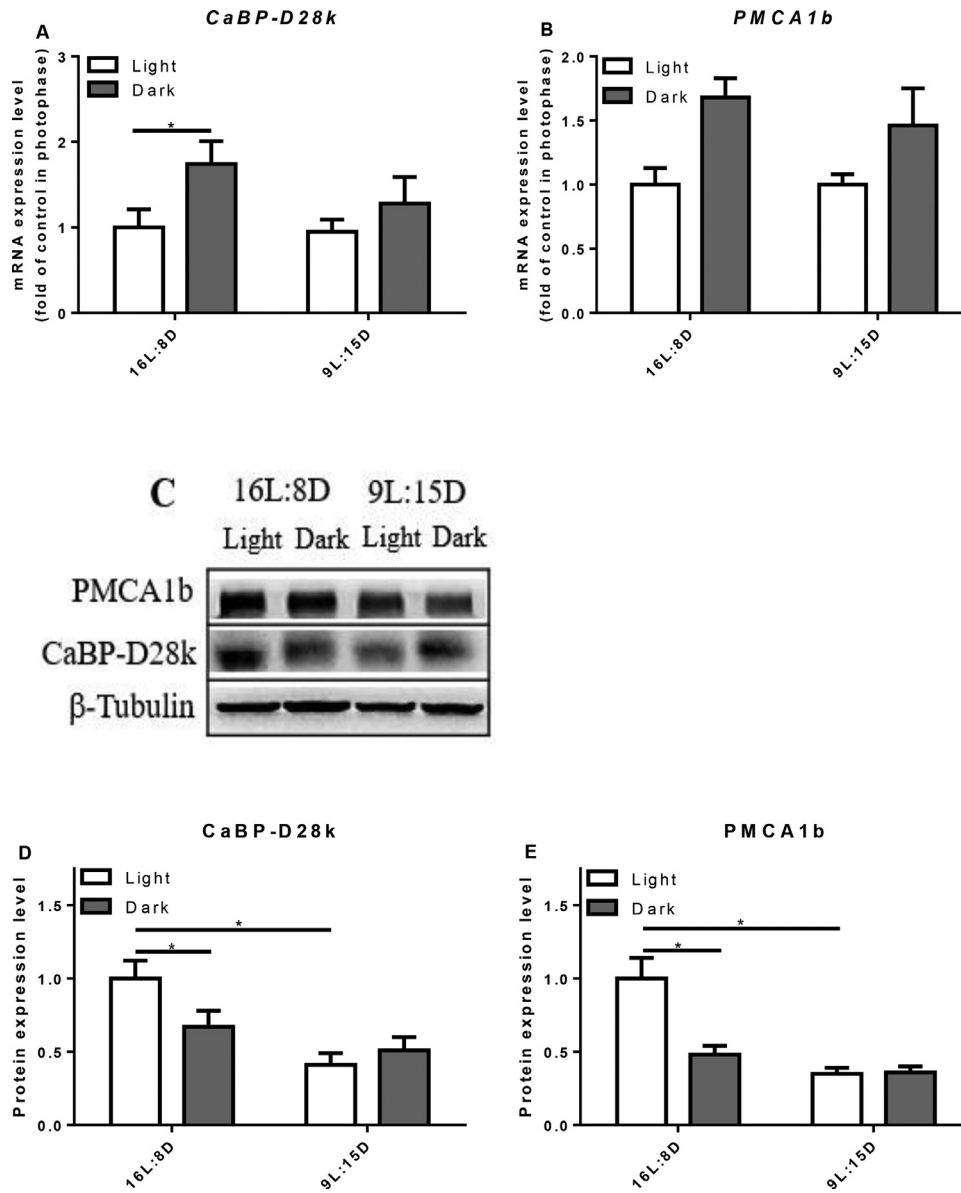 A
CaBP-D28k
mRNA expression level
(fold of control in photophase)
3
2
1
0
Light
Dark
*
16L:8D
9L:15D
B
PMCA1b
mRNA expression level
(fold of control in photophase)
2.0
1.5
1.0
0.5
0.0
Light
Dark
16L:8D
9L:15D
C
16L:8D 9L:15D
Light Dark Light Dark
PMCA1b
CaBP-D28k
β-Tubulin
D
CaBP-D28k
Protein expression level
1.5
1.0
0.5
0.0
Light
Dark
*
*
16L:8D
9L:15D
E
PMCA1b
Protein expression level
1.5
1.0
0.5
0.0
Light
Dark
*
*
16L:8D
9L:15D